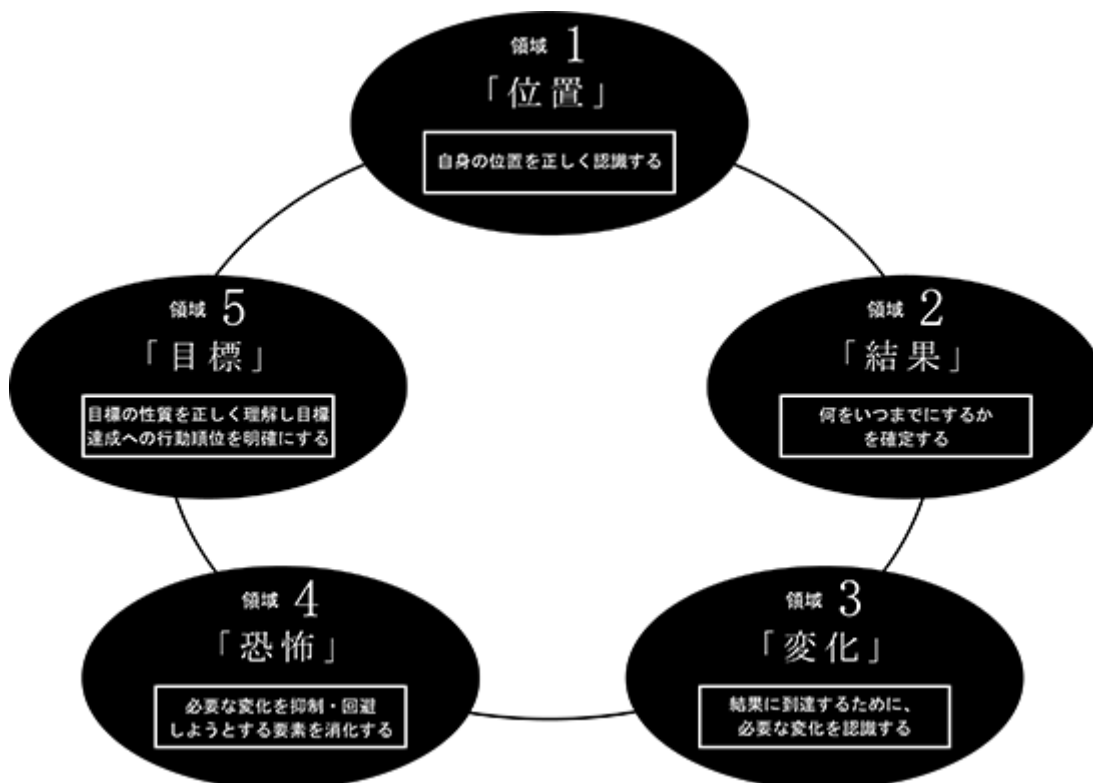 領域 1
「位置」
自身の位置を正しく認識する
領域 2
「結果」
何をいつまでにするか
を確定する
領域 3
「変化」
結果に到達するために、
必要な変化を認識する
領域 4
「恐怖」
必要な変化を抑制・回避
しようとする要素を消化する
領域 5
「目標」
目標の性質を正しく理解し目標
達成への行動順位を明確にする